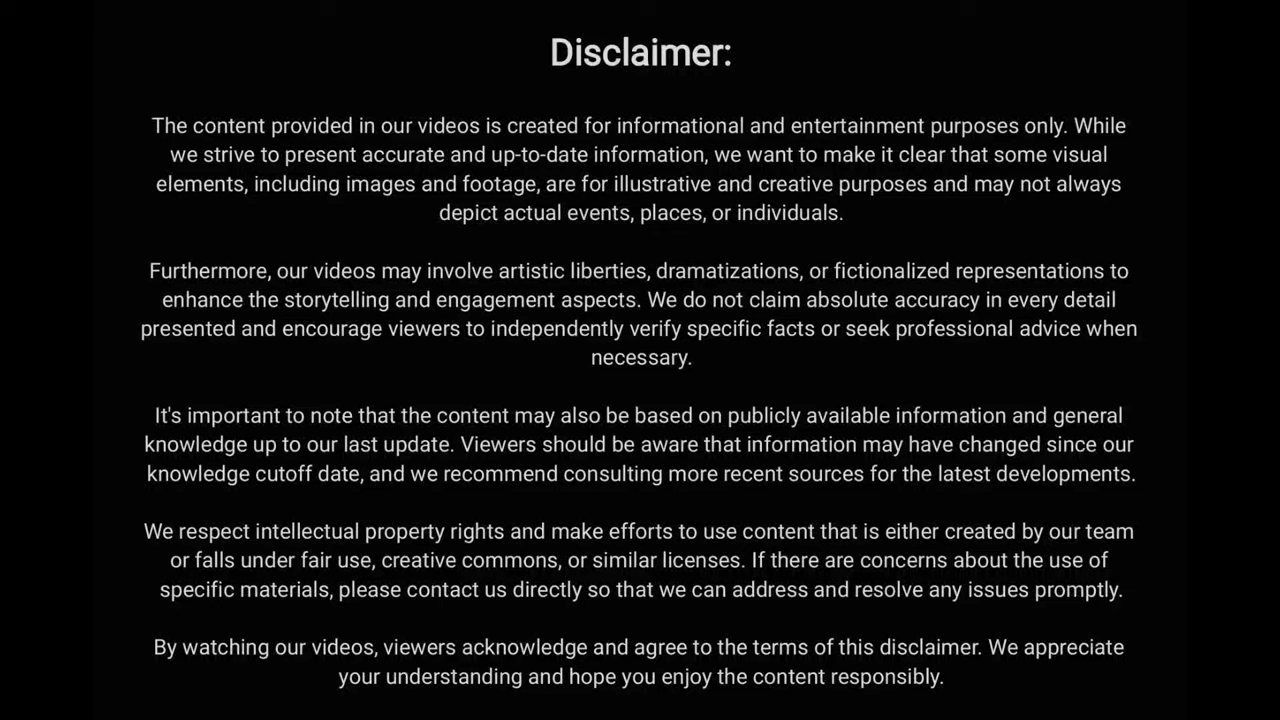 Disclaimer:
The content provided in our videos is created for informational and entertainment purposes only. While
we strive to present accurate and up-to-date information, we want to make it clear that some visual
elements, including images and footage, are for illustrative and creative purposes and may not always
depict actual events, places, or individuals.
Furthermore, our videos may involve artistic liberties, dramatizations, or fictionalized representations to
enhance the storytelling and engagement aspects. We do not claim absolute accuracy in every detail
presented and encourage viewers to independently verify specific facts or seek professional advice when
necessary.
It's important to note that the content may also be based on publicly available information and general
knowledge up to our last update. Viewers should be aware that information may have changed since our
knowledge cutoff date, and we recommend consulting more recent sources for the latest developments.
We respect intellectual property rights and make efforts to use content that is either created by our team
or falls under fair use, creative commons, or similar licenses. If there are concerns about the use of
specific materials, please contact us directly so that we can address and resolve any issues promptly.
By watching our videos, viewers acknowledge and agree to the terms of this disclaimer. We appreciate
your understanding and hope you enjoy the content responsibly.